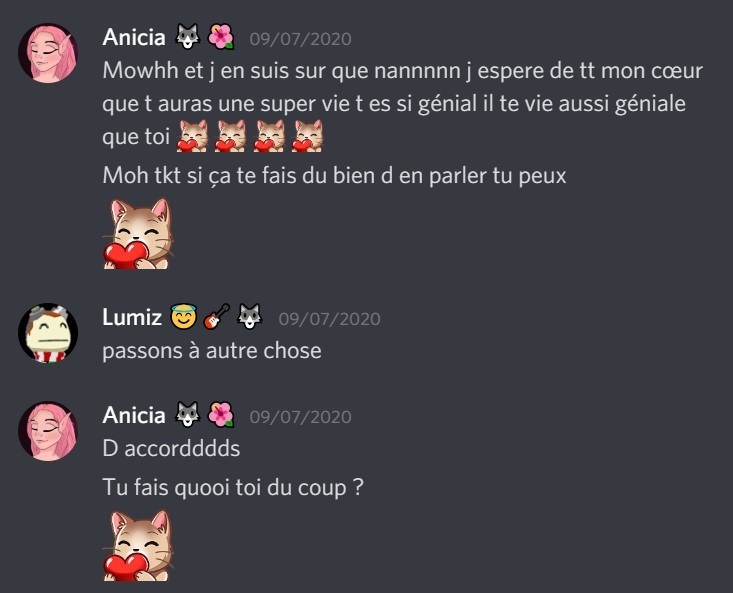 Anicia 🐺 🌺 09/07/2020
Mowhh et j en suis sur que nannnnn j espere de tt mon cœur
que t auras une super vie t es si génial il te vie aussi géniale
que toi
Moh tkt si ça te fais du bien d en parler tu peux
Lumiz 😇 🎸 🐺 09/07/2020
passons à autre chose
Anicia 🐺 🌺 09/07/2020
D accordddds
Tu fais quooi toi du coup ?